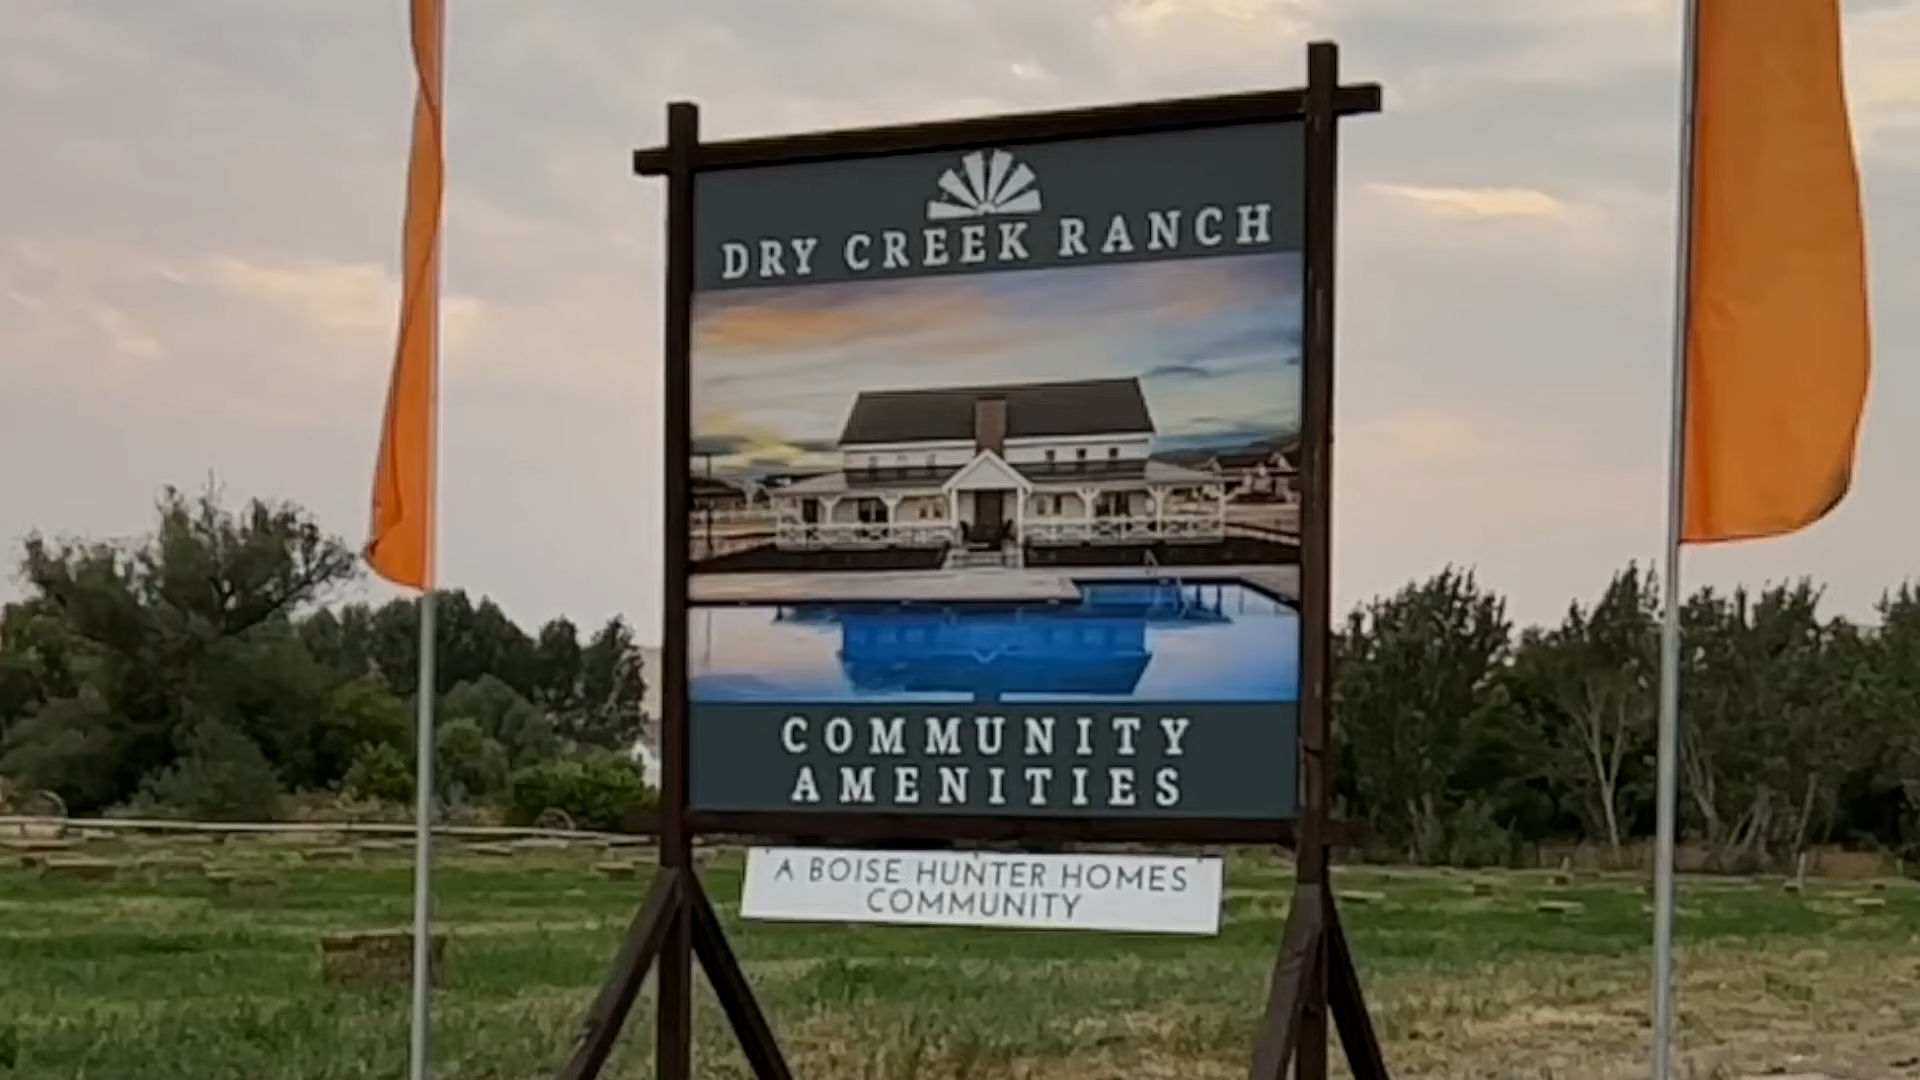 DRY CREEK RANCH
COMMUNITY
AMENITIES
A BOISE HUNTER HOMES
COMMUNITY